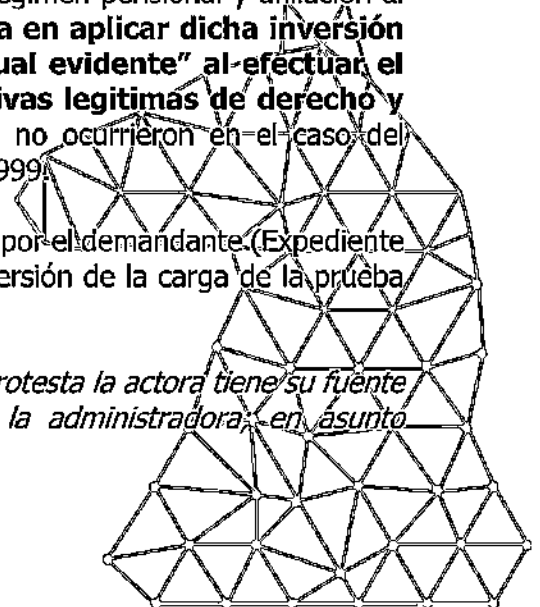 égimen pensional y afiliación al
a en aplicar dicha inversión
ual evidente” al efectuar el
ivas legitimas de derecho y
no ocurrieron en el caso del
999.
por el demandante (Expediente
ersión de la carga de la prueba
rotesta la actora tiene su fuente
la administradora; en asunto